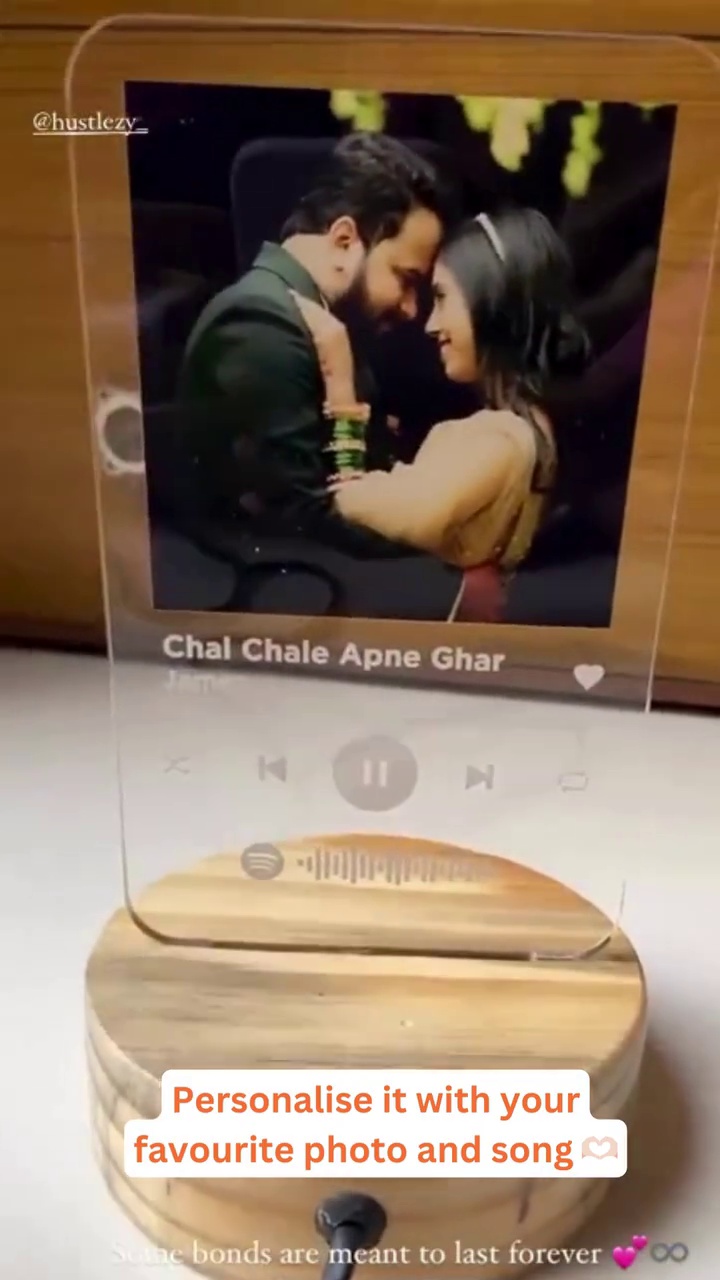 @hustlezy_
Chal Chale Apne Ghar
Personalise it with your
favourite photo and song 🫶🏻
Some bonds are meant to last forever 💕♾